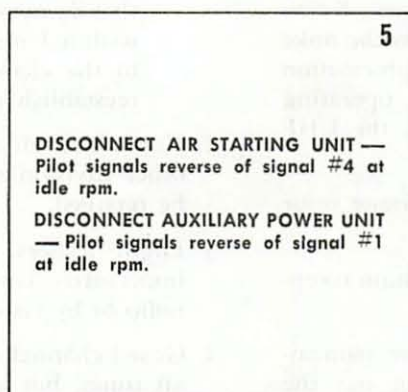 5
DISCONNECT AIR STARTING UNIT —
Pilot signals reverse of signal #4 at
idle rpm.
DISCONNECT AUXILIARY POWER UNIT
— Pilot signals reverse of signal #1
at idle rpm.